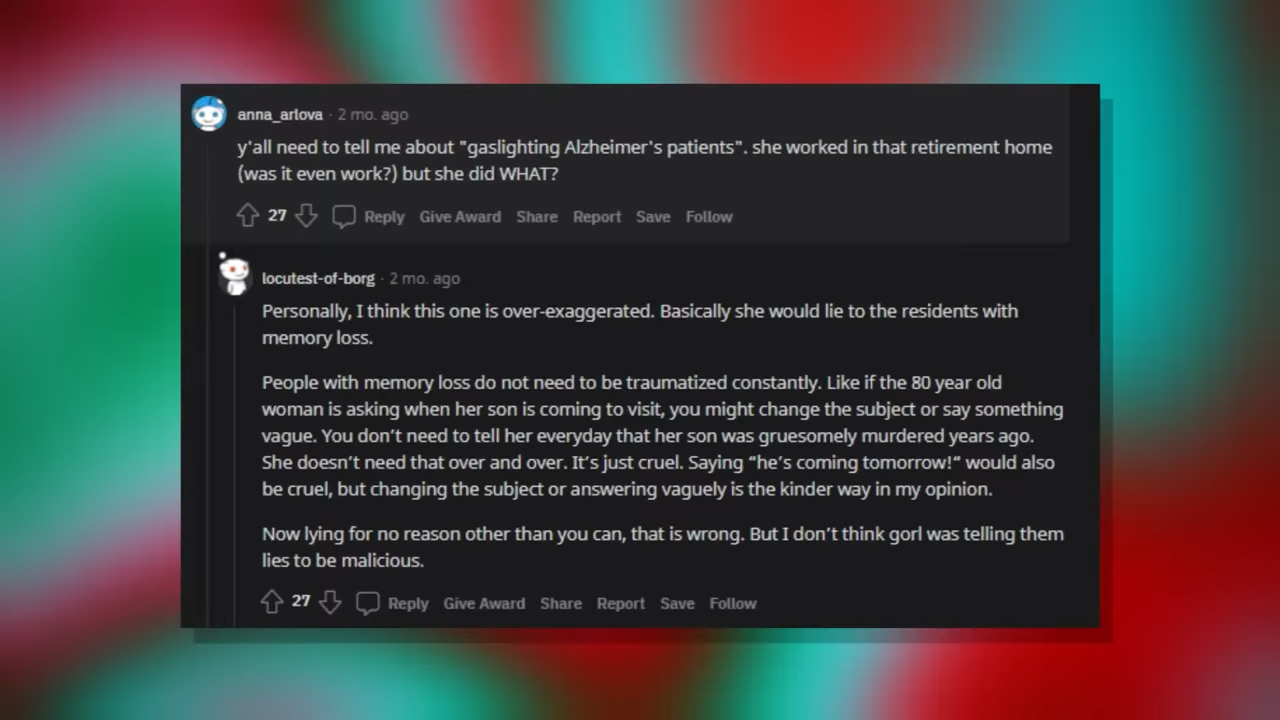 anna_arlova · 2 mo. ago
y'all need to tell me about "gaslighting Alzheimer's patients". she worked in that retirement home
(was it even work?) but she did WHAT?
27 Reply Give Award Share Report Save Follow
locutest-of-borg · 2 mo. ago
Personally, I think this one is over-exaggerated. Basically she would lie to the residents with
memory loss.
People with memory loss do not need to be traumatized constantly. Like if the 80 year old
woman is asking when her son is coming to visit, you might change the subject or say something
vague. You don’t need to tell her everyday that her son was gruesomely murdered years ago.
She doesn’t need that over and over. It’s just cruel. Saying “he’s coming tomorrow!“ would also
be cruel, but changing the subject or answering vaguely is the kinder way in my opinion.
Now lying for no reason other than you can, that is wrong. But I don’t think gorl was telling them
lies to be malicious.
27 Reply Give Award Share Report Save Follow